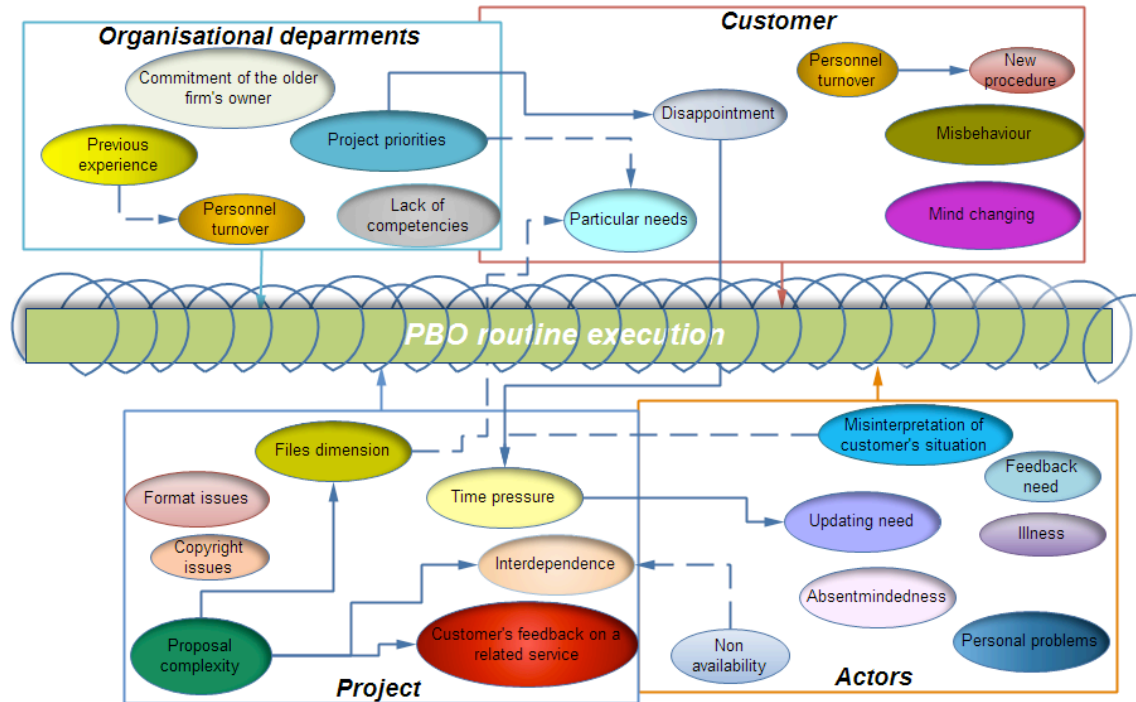 Organisational deparments
Commitment of the older
firm's owner
Previous
experience
Project priorities
Personnel
turnover
Lack of
competencies
Customer
Personnel
turnover
New
procedure
Disappointment
Misbehaviour
Particular needs
Mind changing
PBO routine execution
Files dimension
Format issues
Time pressure
Copyright
issues
Interdependence
Proposal
complexity
Customer's feedback on a
related service
Project
Misinterpretation of
customer's situation
Feedback
need
Updating need
Illness
Absentmindedness
Non
availability
Personal problems
Actors